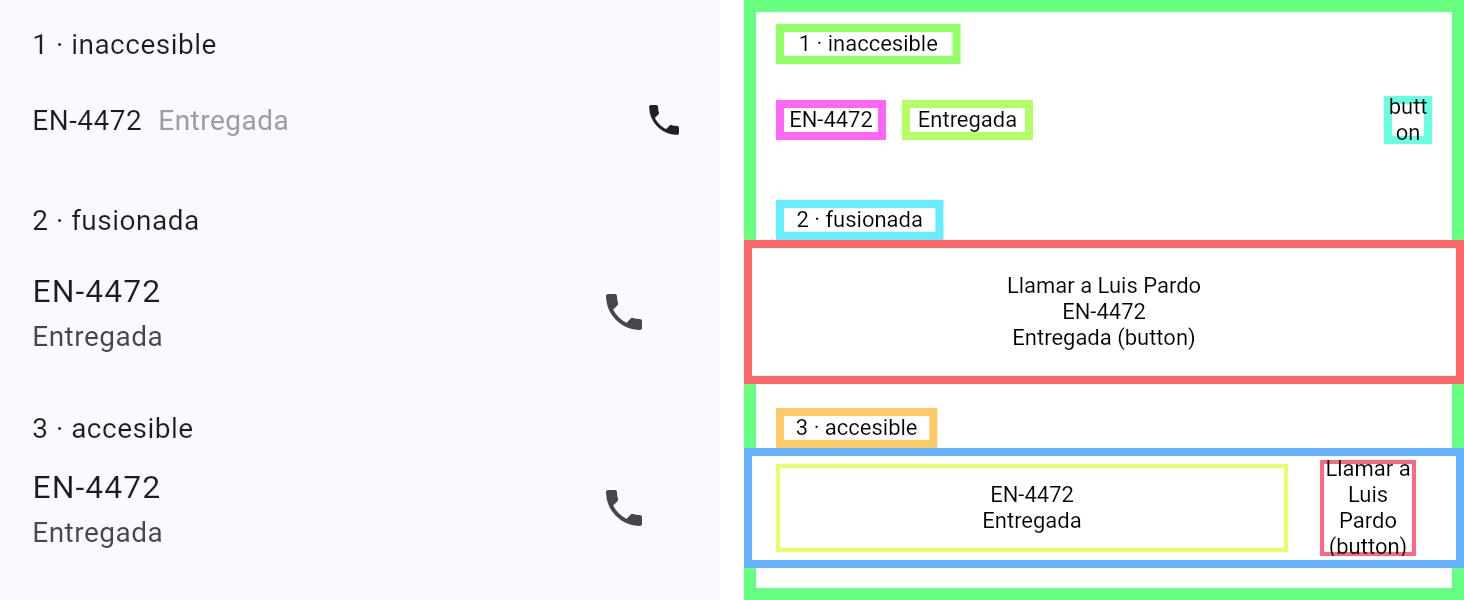 1 · inaccesible
EN-4472 Entregada
2 · fusionada
EN-4472
Entregada
3 · accesible
EN-4472
Entregada
1 · inaccesible
EN-4472 Entregada
butt
on
2 · fusionada
Llamar a Luis Pardo
EN-4472
Entregada (button)
3 · accesible
EN-4472
Entregada
Llamar a
Luis
Pardo
(button)